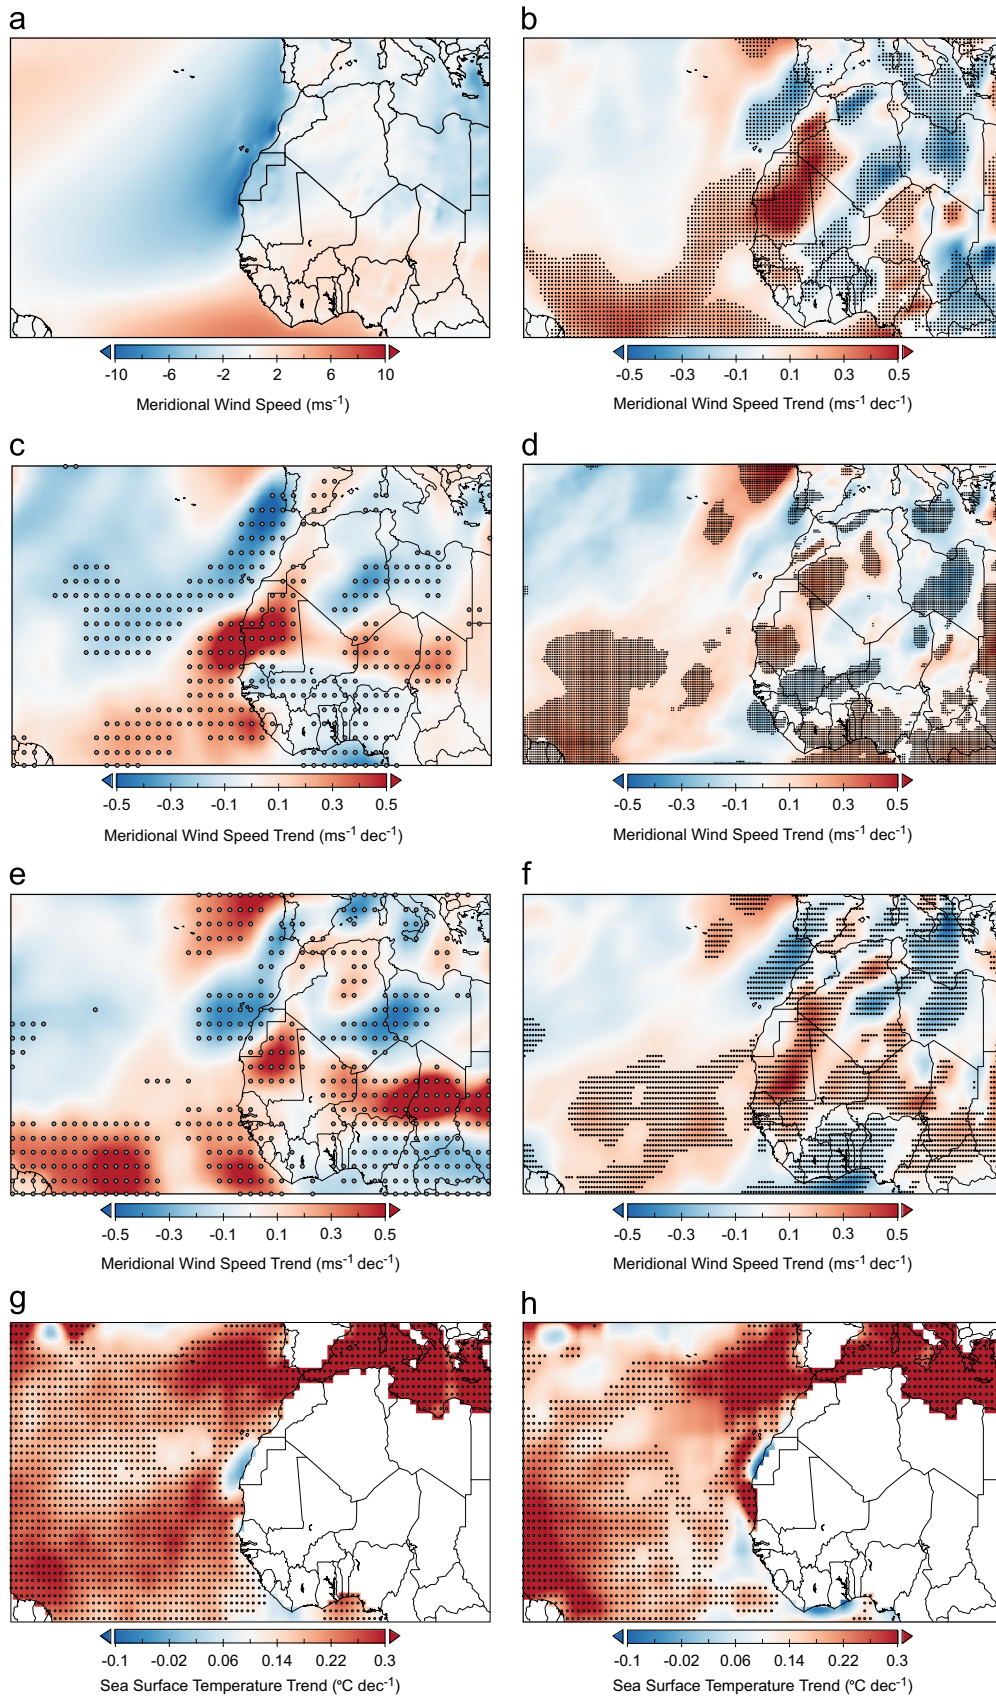 a
b
-10 -6 -2 2 6 10
Meridional Wind Speed (ms-1)
-0.5 -0.3 -0.1 0.1 0.3 0.5
Meridional Wind Speed Trend (ms-1 dec-1)
c
d
-0.5 -0.3 -0.1 0.1 0.3 0.5
Meridional Wind Speed Trend (ms-1 dec-1)
-0.5 -0.3 -0.1 0.1 0.3 0.5
Meridional Wind Speed Trend (ms-1 dec-1)
e
f
-0.5 -0.3 -0.1 0.1 0.3 0.5
Meridional Wind Speed Trend (ms-1 dec-1)
-0.5 -0.3 -0.1 0.1 0.3 0.5
Meridional Wind Speed Trend (ms-1 dec-1)
g
h
-0.1 -0.02 0.06 0.14 0.22 0.3
Sea Surface Temperature Trend (°C dec-1)
-0.1 -0.02 0.06 0.14 0.22 0.3
Sea Surface Temperature Trend (°C dec-1)